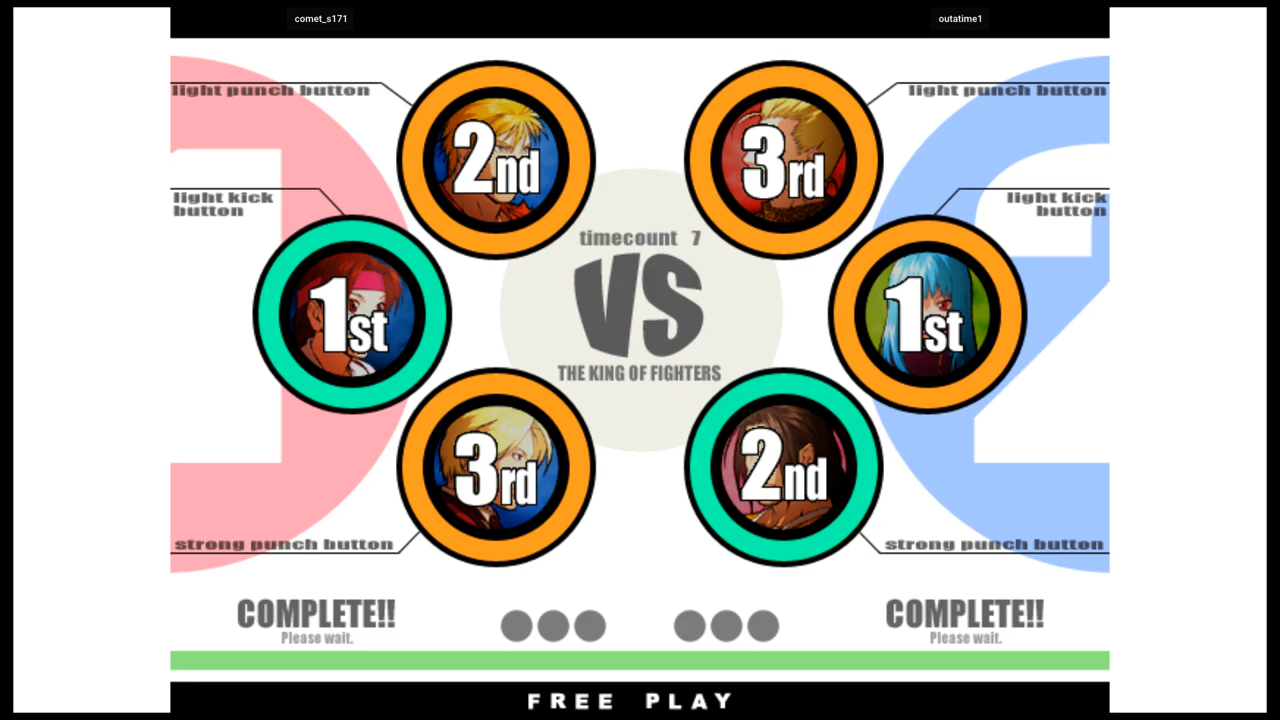 comet_s171
outatime1
light punch button
light punch button
2nd
3rd
light kick
button
light kick
button
timecount 7
VS
THE KING OF FIGHTERS
1st
1st
3rd
2nd
strong punch button
strong punch button
COMPLETE!!
Please wait.
COMPLETE!!
Please wait.
FREE PLAY